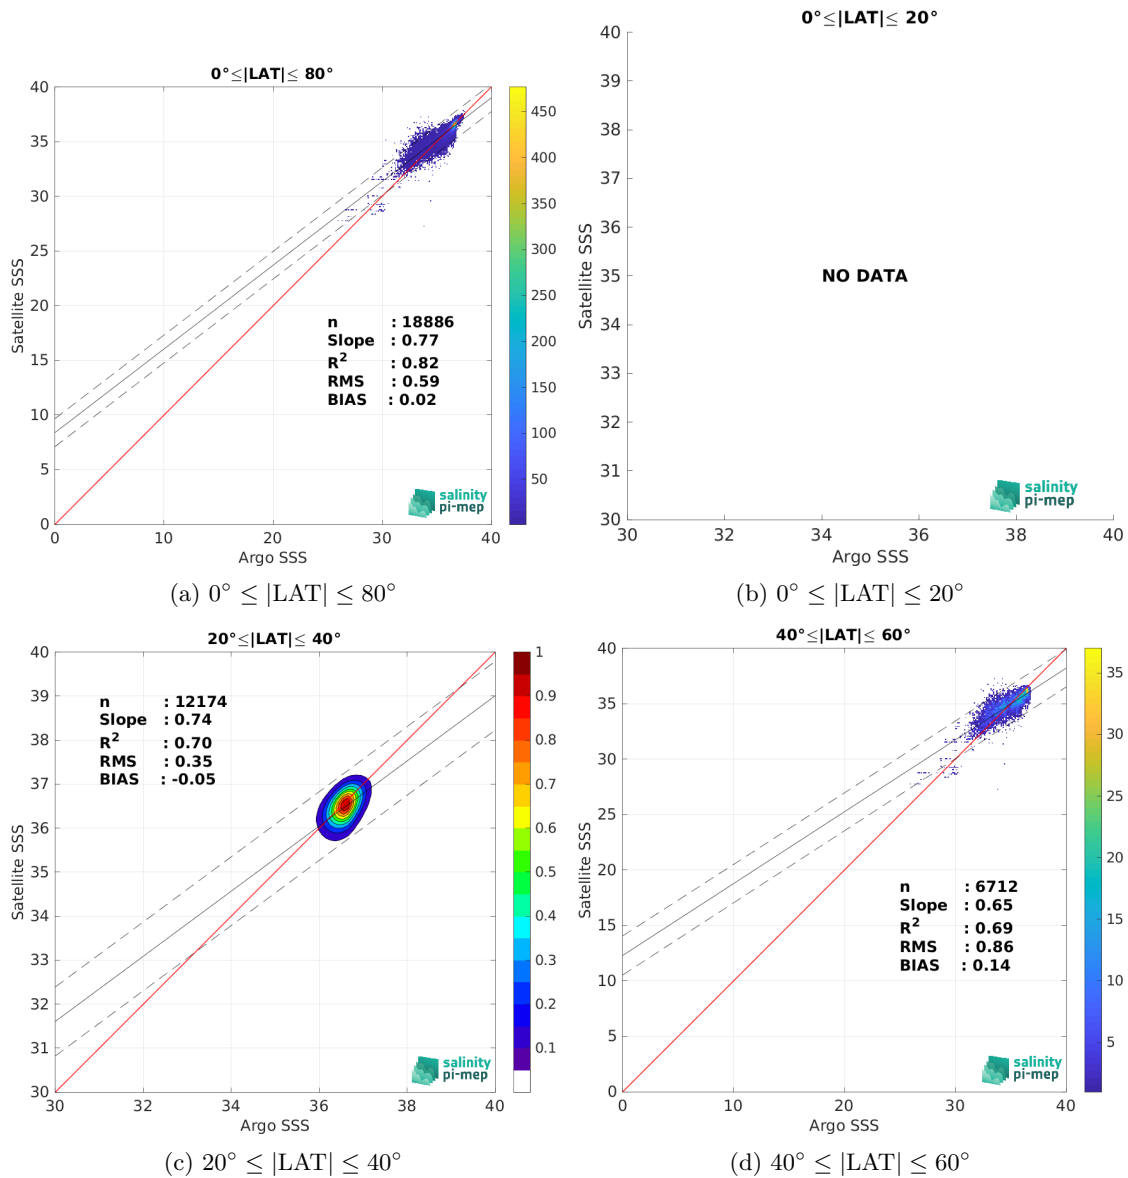 0°≤|LAT|≤ 80°
Satellite SSS
40
35
30
25
20
15
10
5
0
0 10 20 30 40
Argo SSS
n : 18886
Slope : 0.77
R² : 0.82
RMS : 0.59
BIAS : 0.02
salinity
pi-mep
450
400
350
300
250
200
150
100
50
(a) 0° ≤ |LAT| ≤ 80°
0°≤|LAT|≤ 20°
Satellite SSS
40
39
38
37
36
35
34
33
32
31
30
30 32 34 36 38 40
Argo SSS
NO DATA
salinity
pi-mep
(b) 0° ≤ |LAT| ≤ 20°
20°≤|LAT|≤ 40°
Satellite SSS
40
39
38
37
36
35
34
33
32
31
30
30 32 34 36 38 40
Argo SSS
n : 12174
Slope : 0.74
R² : 0.70
RMS : 0.35
BIAS : -0.05
salinity
pi-mep
1
0.9
0.8
0.7
0.6
0.5
0.4
0.3
0.2
0.1
(c) 20° ≤ |LAT| ≤ 40°
40°≤|LAT|≤ 60°
Satellite SSS
40
35
30
25
20
15
10
5
0
0 10 20 30 40
Argo SSS
n : 6712
Slope : 0.65
R² : 0.69
RMS : 0.86
BIAS : 0.14
salinity
pi-mep
35
30
25
20
15
10
5
(d) 40° ≤ |LAT| ≤ 60°